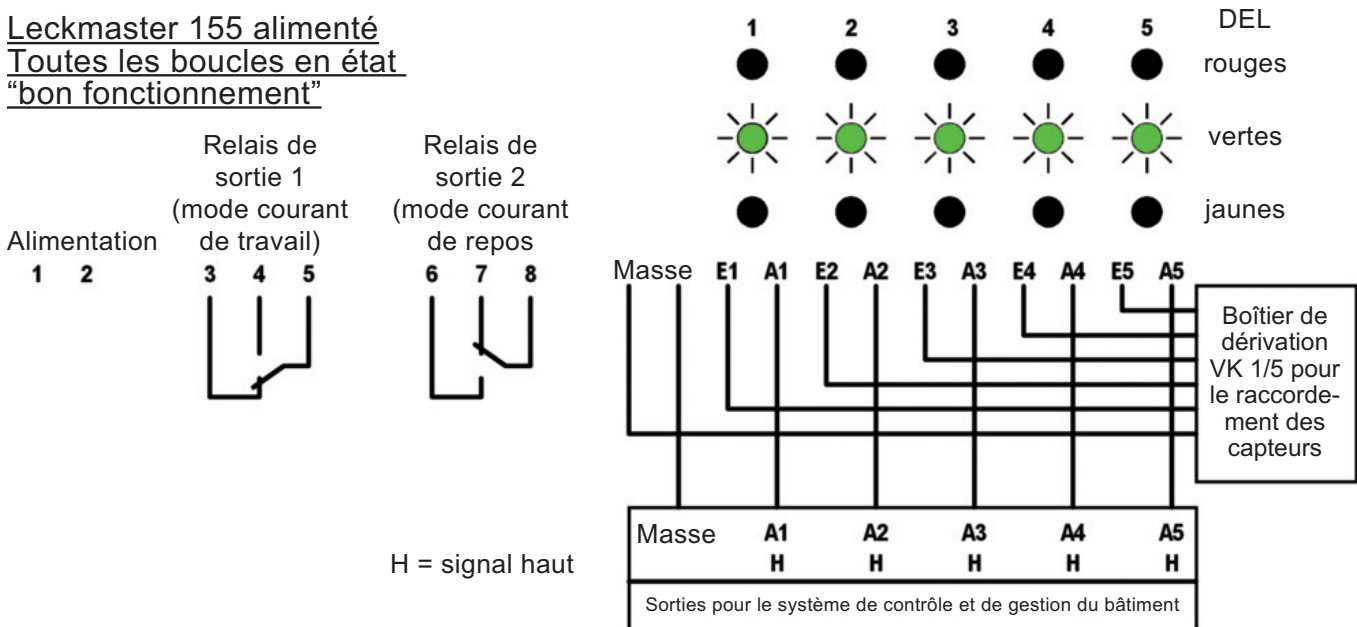 Leckmaster 155 alimenté
Toutes les boucles en état
“bon fonctionnement”
1 2 3 4 5 DEL
rouges
vertes
jaunes
Alimentation
1 2
Relais de
sortie 1
(mode courant
de travail)
3 4 5
Relais de
sortie 2
(mode courant
de repos
6 7 8
Masse E1 A1 E2 A2 E3 A3 E4 A4 E5 A5
Boîtier de
dérivation
VK 1/5 pour
le raccorde-
ment des
capteurs
H = signal haut
Masse A1 A2 A3 A4 A5
H H H H H
Sorties pour le système de contrôle et de gestion du bâtiment